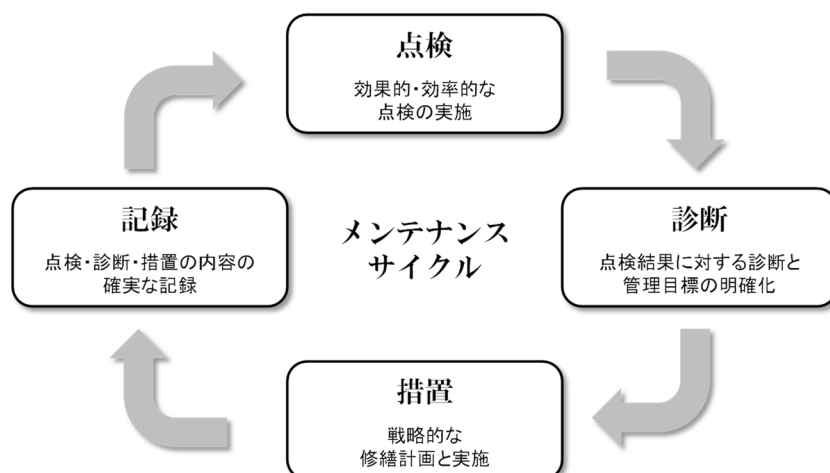 点検
効果的・効率的な
点検の実施
記録
点検・診断・措置の内容の
確実な記録
メンテナンス
サイクル
診断
点検結果に対する診断と
管理目標の明確化
措置
戦略的な
修繕計画と実施